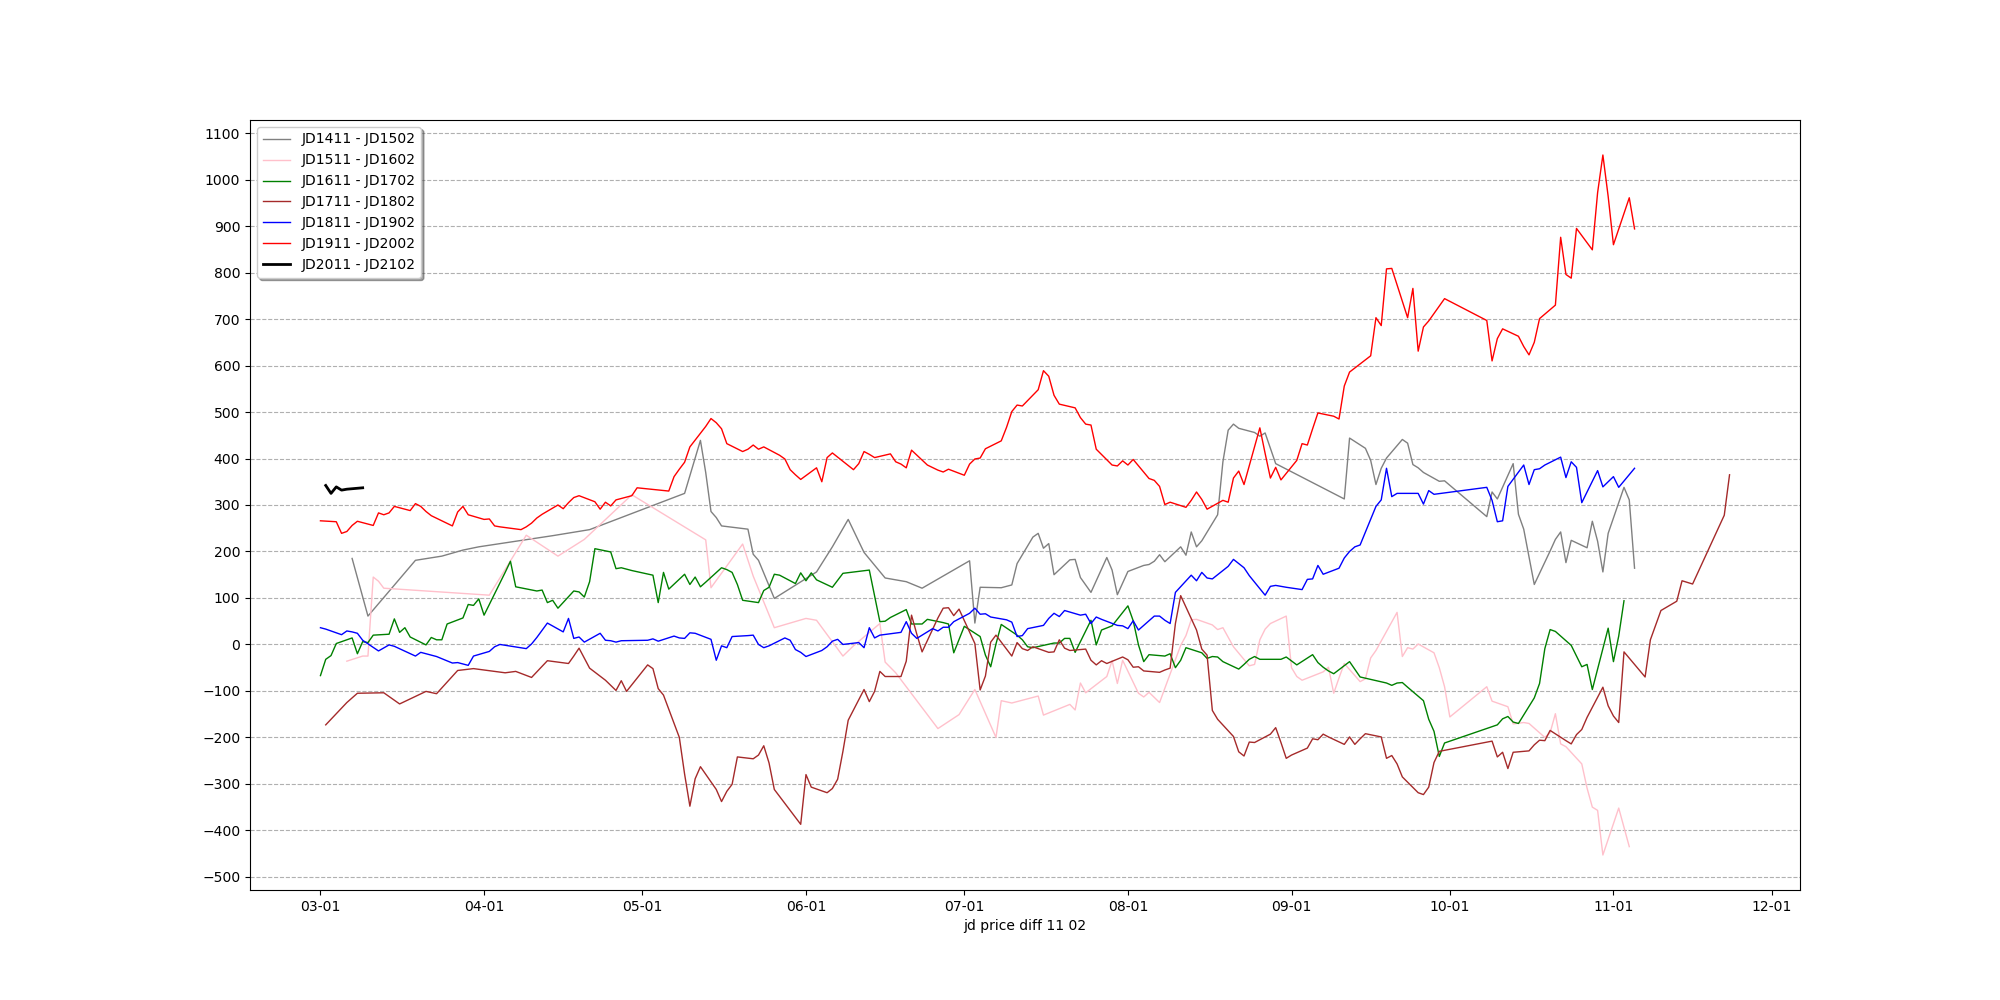 1100
1000
900
800
700
600
500
400
300
200
100
0
−100
−200
−300
−400
−500
JD1411 - JD1502
JD1511 - JD1602
JD1611 - JD1702
JD1711 - JD1802
JD1811 - JD1902
JD1911 - JD2002
JD2011 - JD2102
03-01 04-01 05-01 06-01 07-01 08-01 09-01 10-01 11-01 12-01
jd price diff 11 02